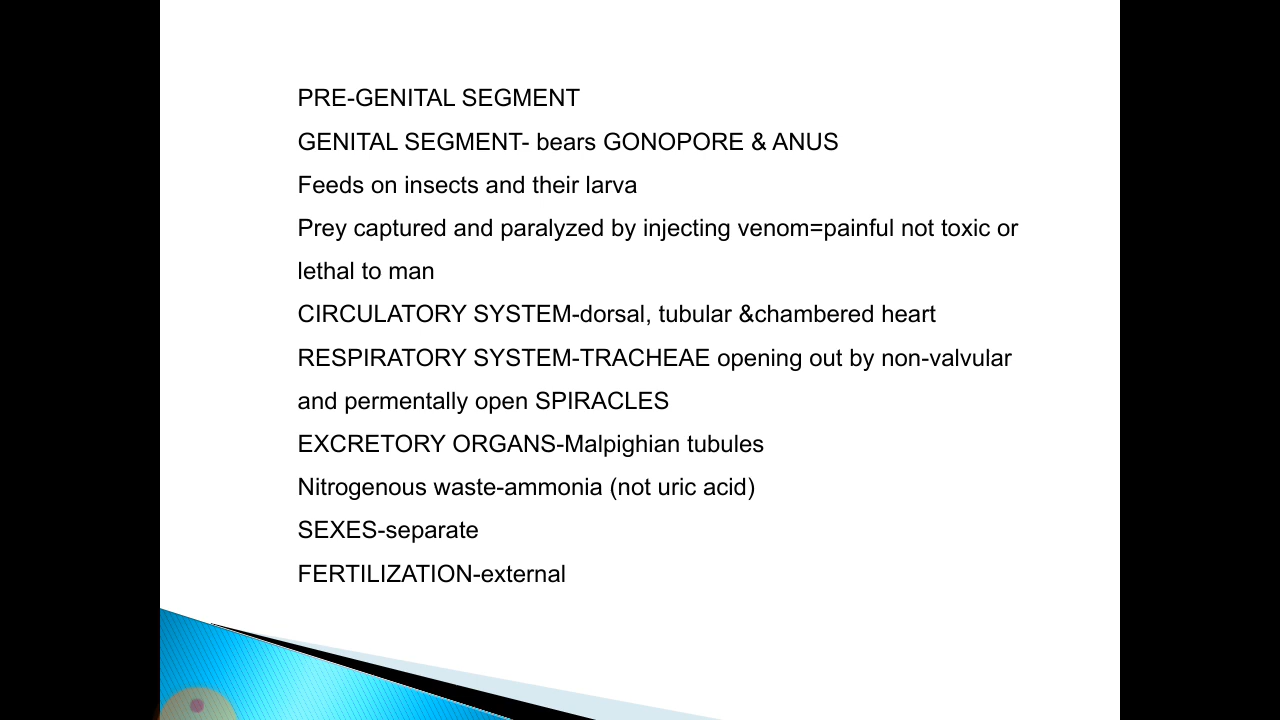 PRE-GENITAL SEGMENT
GENITAL SEGMENT- bears GONOPORE & ANUS
Feeds on insects and their larva
Prey captured and paralyzed by injecting venom=painful not toxic or
lethal to man
CIRCULATORY SYSTEM-dorsal, tubular &chambered heart
RESPIRATORY SYSTEM-TRACHEAE opening out by non-valvular
and permentally open SPIRACLES
EXCRETORY ORGANS-Malpighian tubules
Nitrogenous waste-ammonia (not uric acid)
SEXES-separate
FERTILIZATION-external